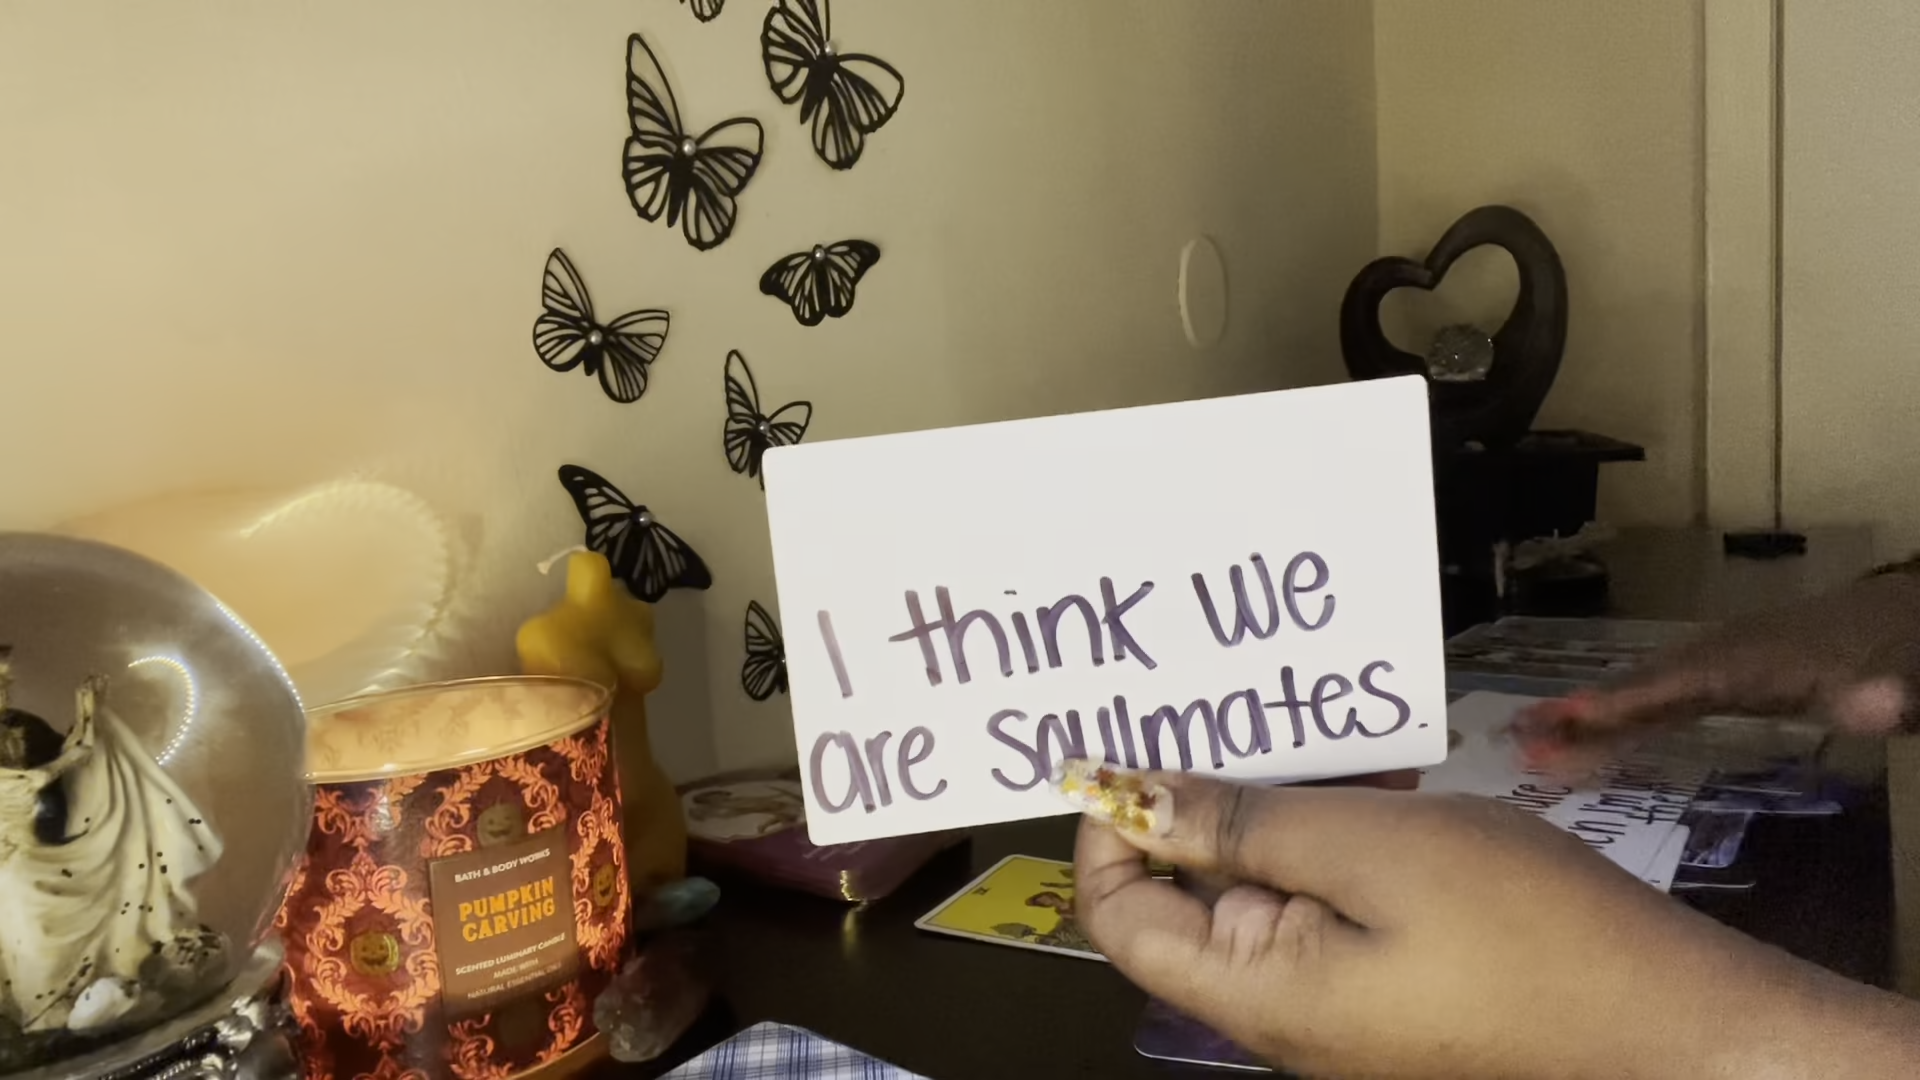 I think we
are soulmates.
BATH & BODY WORKS
PUMPKIN
CARVING
SCENTED LUMINARY CANDLE
MADE WITH
NATURAL ESSENTIAL OILS